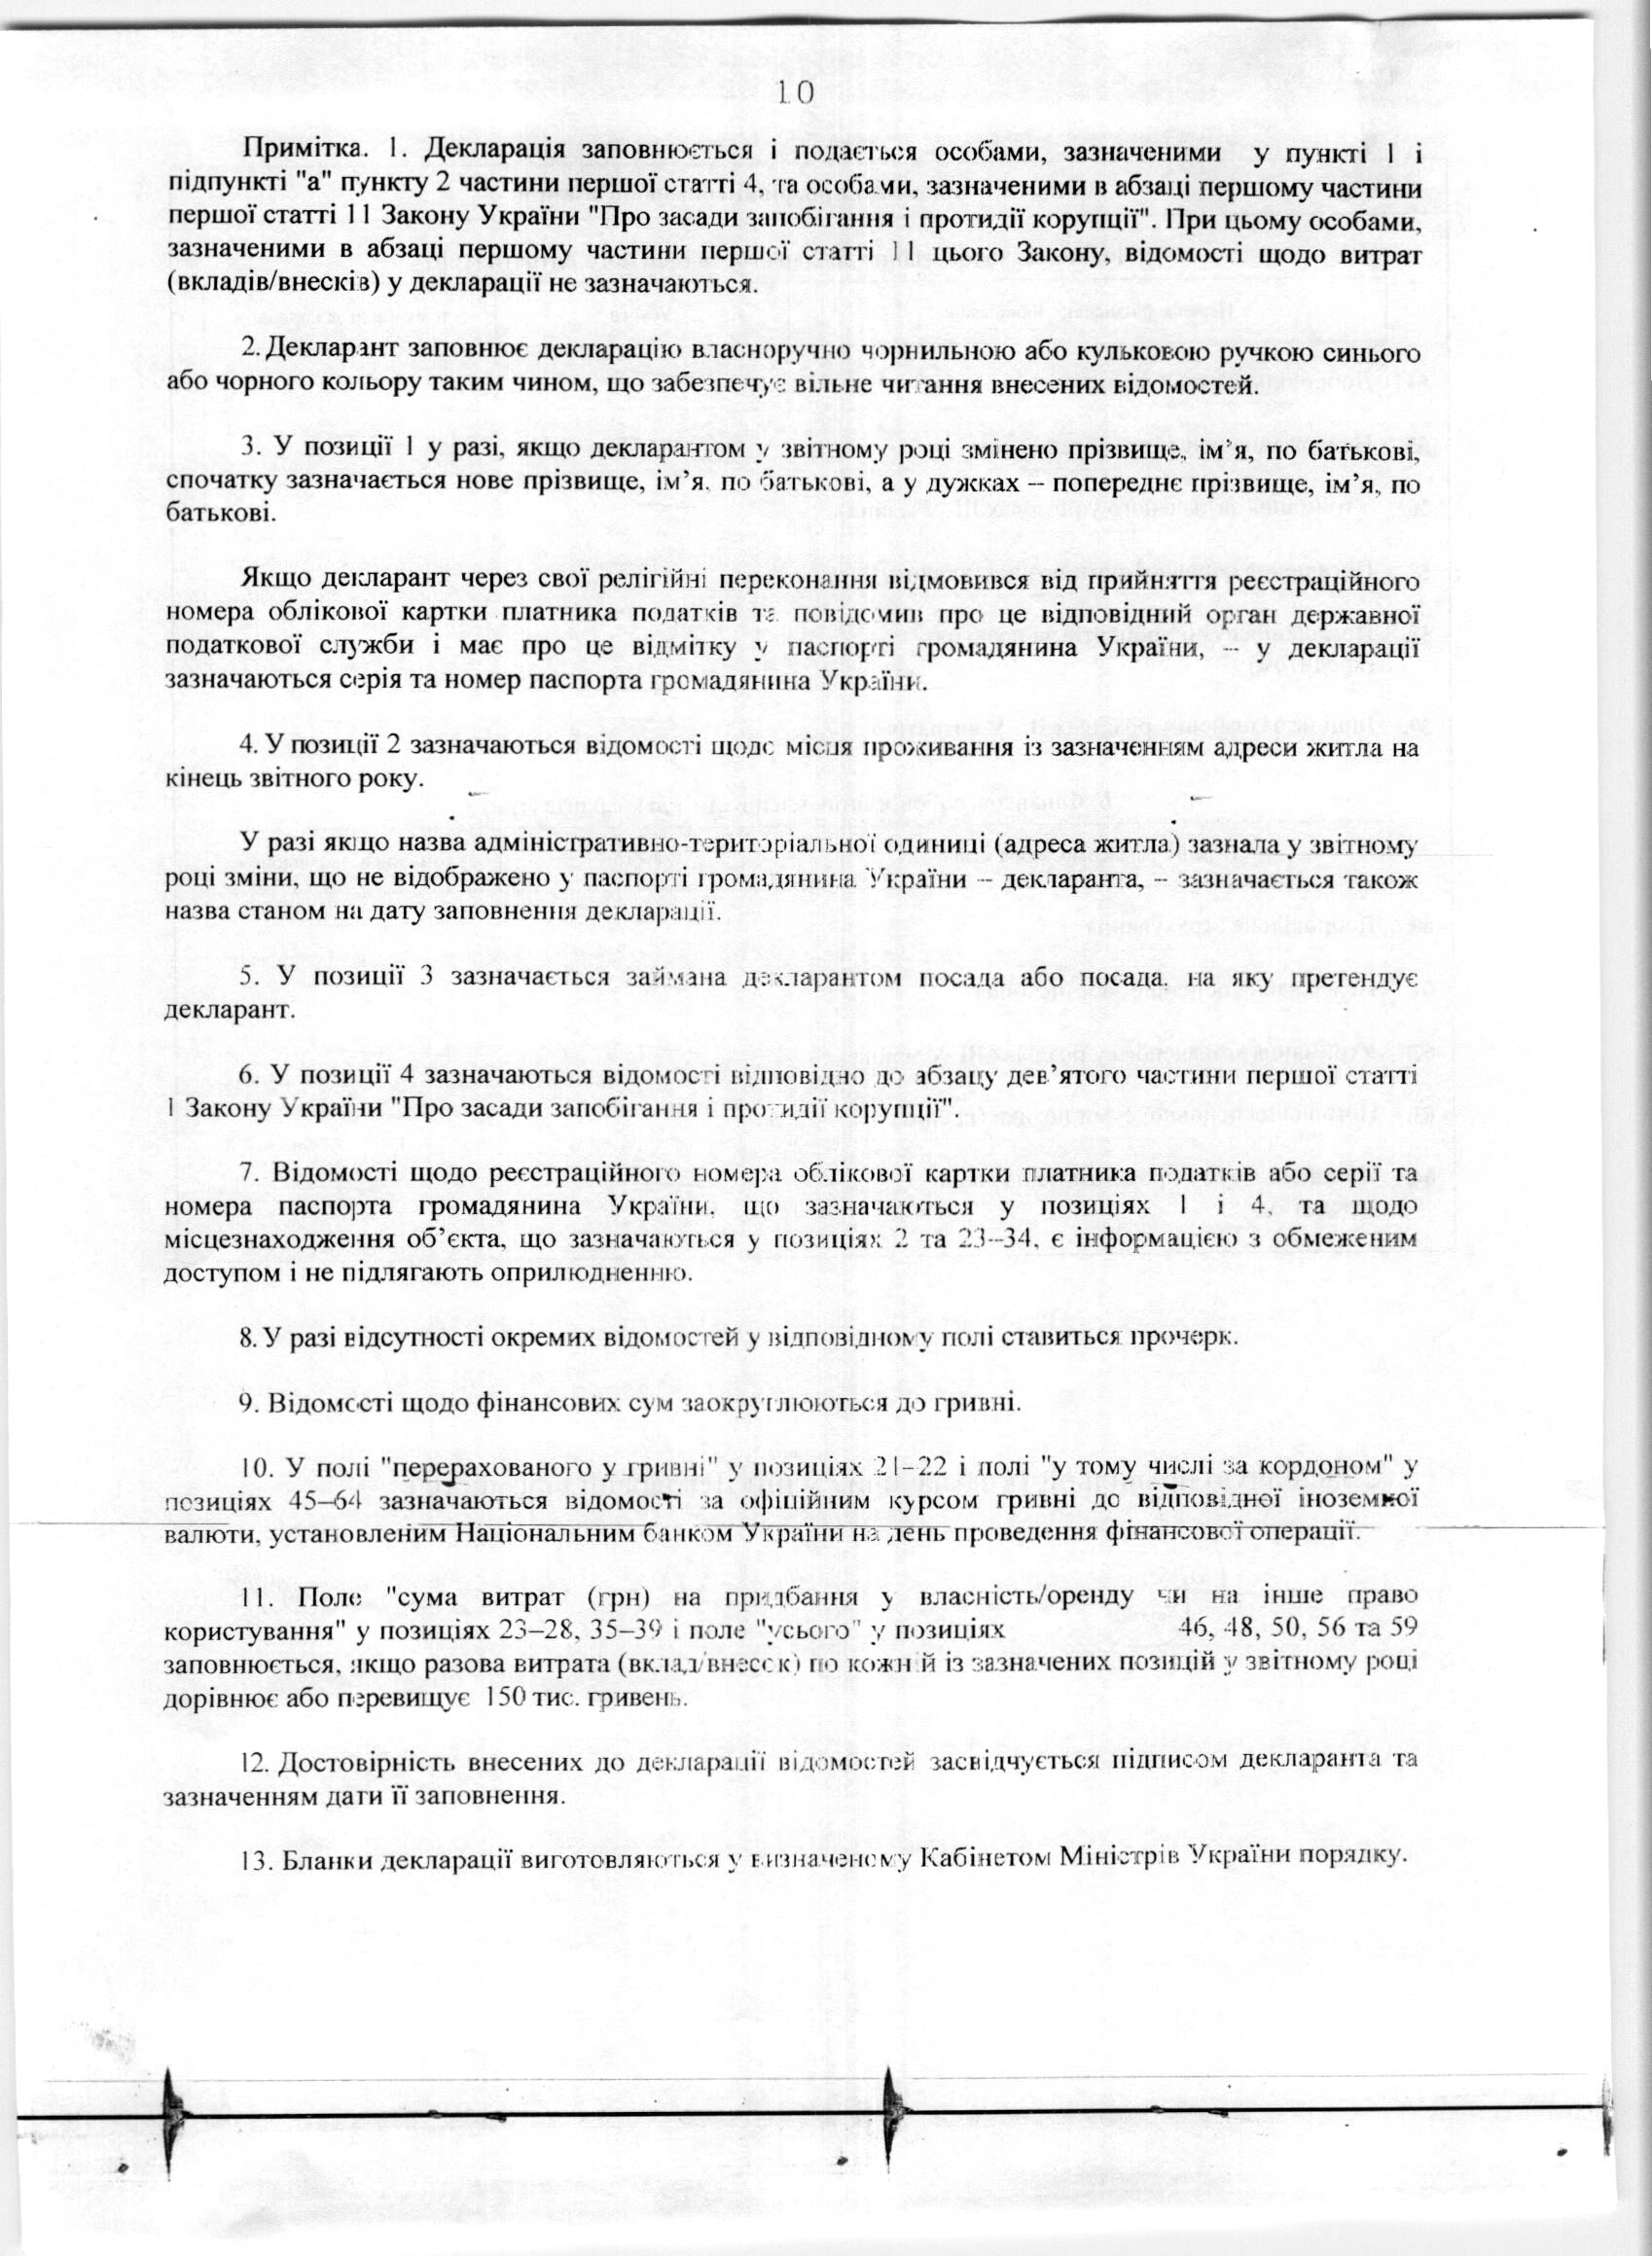 10
Примітка. 1. Декларація заповнюється і подається особами, зазначеними у пункті 1 і
підпункті "а" пункту 2 частини першої статті 4, та особами, зазначеними в абзаці першому частини
першої статті 11 Закону України "Про засади запобігання і протидії корупції". При цьому особами,
зазначеними в абзаці першому частини першої статті 11 цього Закону, відомості щодо витрат
(вкладів/внесків) у декларації не зазначаються.
2. Декларант заповнює декларацію власноручно чорнильною або кульковою ручкою синього
або чорного кольору таким чином, що забезпечує вільне читання внесених відомостей.
3. У позиції 1 у разі, якщо декларантом у звітному році змінено прізвище, ім’я, по батькові,
спочатку зазначається нове прізвище, ім’я, по батькові, а у дужках – попереднє прізвище, ім’я, по
батькові.
Якщо декларант через свої релігійні переконання відмовився від прийняття реєстраційного
номера облікової картки платника податків та повідомив про це відповідний орган державної
податкової служби і має про це відмітку у паспорті громадянина України, – у декларації
зазначаються серія та номер паспорта громадянина України.
4. У позиції 2 зазначаються відомості щодо місця проживання із зазначенням адреси житла на
кінець звітного року.
У разі якщо назва адміністративно-територіальної одиниці (адреса житла) зазнала у звітному
році зміни, що не відображено у паспорті громадянина України – декларанта, – зазначається також
назва станом на дату заповнення декларації.
5. У позиції 3 зазначається займана декларантом посада або посада, на яку претендує
декларант.
6. У позиції 4 зазначаються відомості відповідно до абзацу дев’ятого частини першої статті
1 Закону України "Про засади запобігання і протидії корупції".
7. Відомості щодо реєстраційного номера облікової картки платника податків або серії та
номера паспорта громадянина України, що зазначаються у позиціях 1 і 4, та щодо
місцезнаходження об’єкта, що зазначаються у позиціях 2 та 23–34, є інформацією з обмеженим
доступом і не підлягають оприлюдненню.
8. У разі відсутності окремих відомостей у відповідному полі ставиться прочерк.
9. Відомості щодо фінансових сум заокруглюються до гривні.
10. У полі "перерахованого у гривні" у позиціях 21–22 і полі "у тому числі за кордоном" у
позиціях 45–64 зазначаються відомості за офіційним курсом гривні до відповідної іноземної
валюти, установленим Національним банком України на день проведення фінансової операції.
11. Поле "сума витрат (грн) на придбання у власність/оренду чи на інше право
користування" у позиціях 23–28, 35–39 і поле "усього" у позиціях 46, 48, 50, 56 та 59
заповнюється, якщо разова витрата (вклад/внесок) по кожній із зазначених позицій у звітному році
дорівнює або перевищує 150 тис. гривень.
12. Достовірність внесених до декларації відомостей засвідчується підписом декларанта та
зазначенням дати її заповнення.
13. Бланки декларації виготовляються у визначеному Кабінетом Міністрів України порядку.